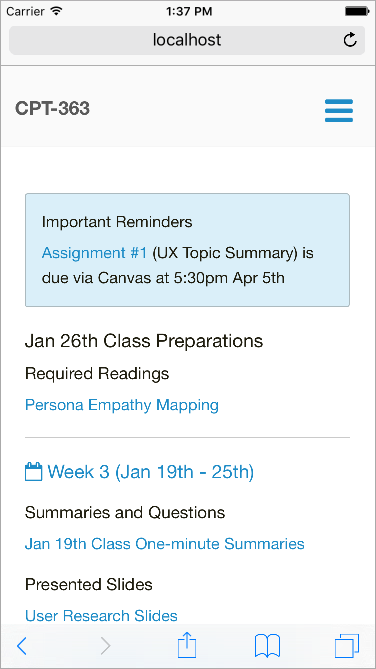 Carrier 1:37 PM
localhost
CPT-363
Important Reminders
Assignment #1 (UX Topic Summary) is
due via Canvas at 5:30pm Apr 5th
Jan 26th Class Preparations
Required Readings
Persona Empathy Mapping
Week 3 (Jan 19th - 25th)
Summaries and Questions
Jan 19th Class One-minute Summaries
Presented Slides
User Research Slides